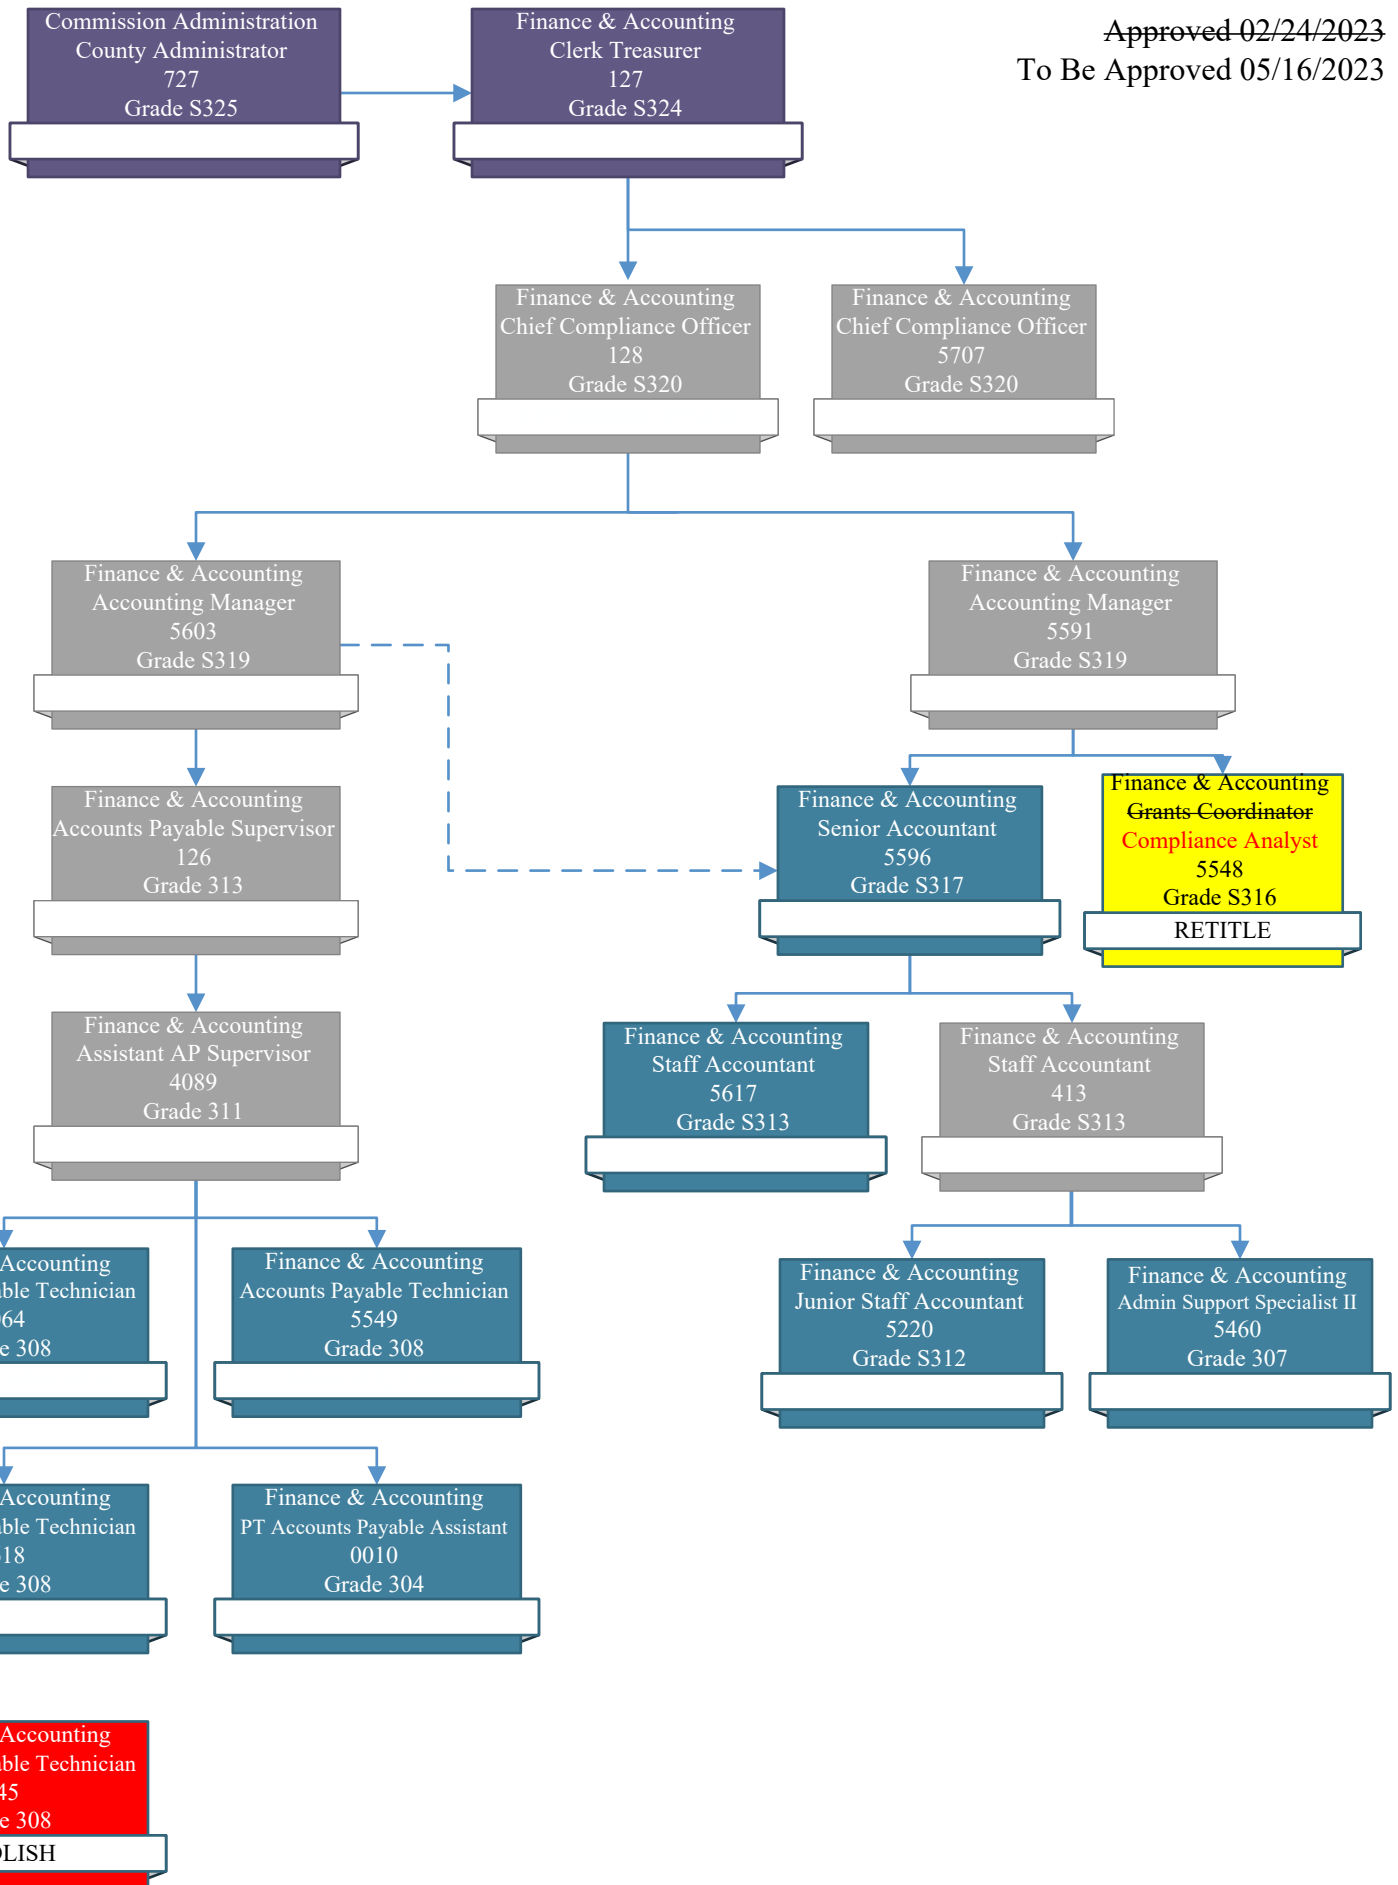 Commission Administration
County Administrator
727
Grade S325
Finance & Accounting
Clerk Treasurer
127
Grade S324
Approved 02/24/2023
To Be Approved 05/16/2023
Finance & Accounting
Chief Compliance Officer
128
Grade S320
Finance & Accounting
Chief Compliance Officer
5707
Grade S320
Finance & Accounting
Accounting Manager
5603
Grade S319
Finance & Accounting
Accounting Manager
5591
Grade S319
Finance & Accounting
Accounts Payable Supervisor
126
Grade 313
Finance & Accounting
Senior Accountant
5596
Grade S317
Finance & Accounting
Grants Coordinator
Compliance Analyst
5548
Grade S316
RETITLE
Finance & Accounting
Assistant AP Supervisor
4089
Grade 311
Finance & Accounting
Staff Accountant
5617
Grade S313
Finance & Accounting
Staff Accountant
413
Grade S313
Accounting
Technician
308
Finance & Accounting
Accounts Payable Technician
5549
Grade 308
Finance & Accounting
Junior Staff Accountant
5220
Grade S312
Finance & Accounting
Admin Support Specialist II
5460
Grade 307
Accounting
Technician
308
Finance & Accounting
PT Accounts Payable Assistant
0010
Grade 304
Accounting
Technician
308